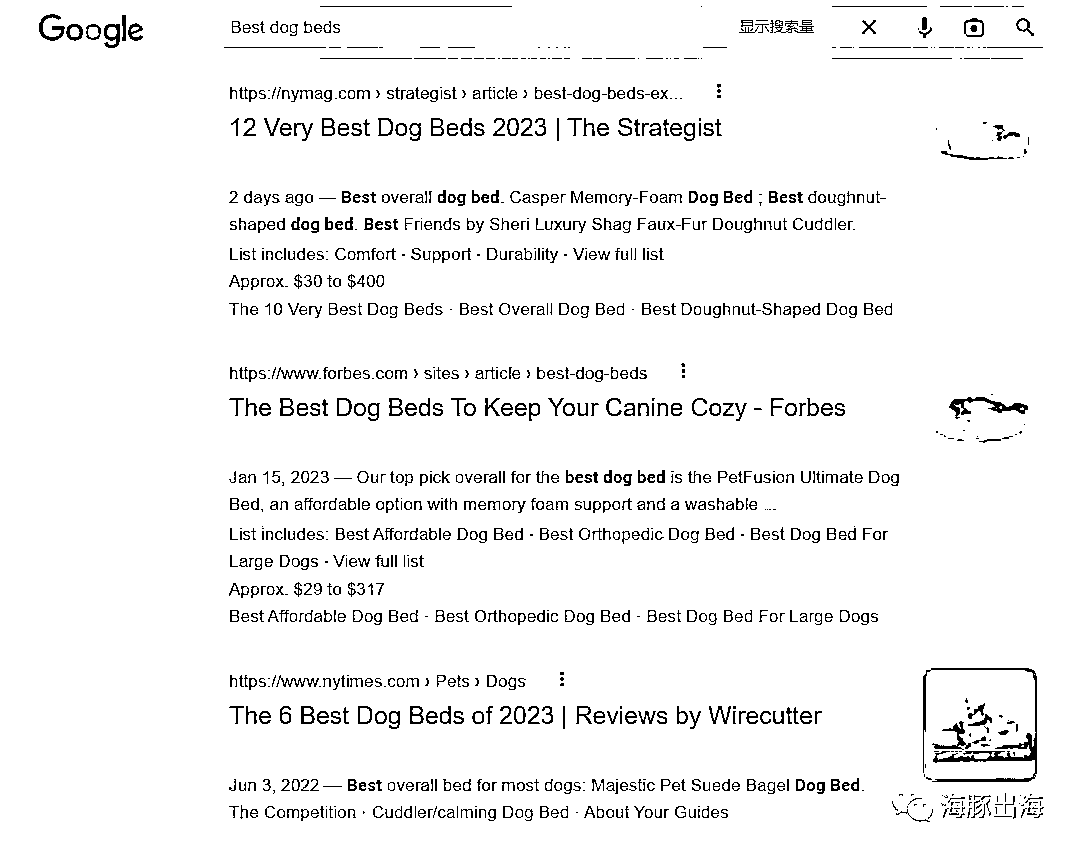 Google
Best dog beds 显示搜索量
https://nymag.com › strategist › article › best-dog-beds-ex...
12 Very Best Dog Beds 2023 | The Strategist
2 days ago — Best overall dog bed. Casper Memory-Foam Dog Bed ; Best doughnut-
shaped dog bed. Best Friends by Sheri Luxury Shag Faux-Fur Doughnut Cuddler.
List includes: Comfort · Support · Durability · View full list
Approx. $30 to $400
The 10 Very Best Dog Beds · Best Overall Dog Bed · Best Doughnut-Shaped Dog Bed
https://www.forbes.com › sites › article › best-dog-beds
The Best Dog Beds To Keep Your Canine Cozy - Forbes
Jan 15, 2023 — Our top pick overall for the best dog bed is the PetFusion Ultimate Dog
Bed, an affordable option with memory foam support and a washable ...
List includes: Best Affordable Dog Bed · Best Orthopedic Dog Bed · Best Dog Bed For
Large Dogs · View full list
Approx. $29 to $317
Best Affordable Dog Bed · Best Orthopedic Dog Bed · Best Dog Bed For Large Dogs
https://www.nytimes.com › Pets › Dogs
The 6 Best Dog Beds of 2023 | Reviews by Wirecutter
Jun 3, 2022 — Best overall bed for most dogs: Majestic Pet Suede Bagel Dog Bed.
The Competition · Cuddler/calming Dog Bed · About Your Guides
海豚出海